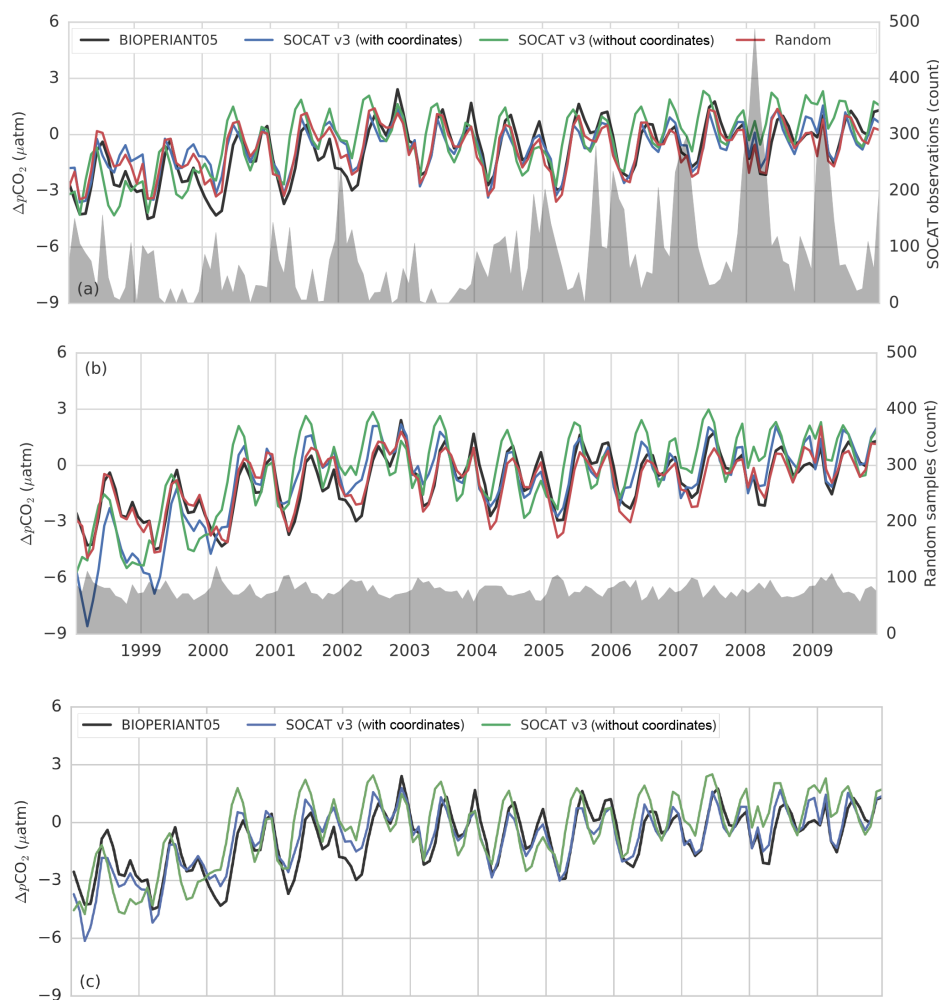 6
500
BIOPERIANT05
SOCAT v3 (with coordinates)
SOCAT v3 (without coordinates)
Random
3
400
0
300
−3
200
−6
100
−9
0
(a)
ΔpCO₂ (μatm)
SOCAT observations (count)
6
500
(b)
3
400
0
300
−3
200
−6
100
−9
0
ΔpCO₂ (μatm)
Random samples (count)
1999 2000 2001 2002 2003 2004 2005 2006 2007 2008 2009
6
BIOPERIANT05
SOCAT v3 (with coordinates)
SOCAT v3 (without coordinates)
3
0
−3
−6
−9
(c)
ΔpCO₂ (μatm)